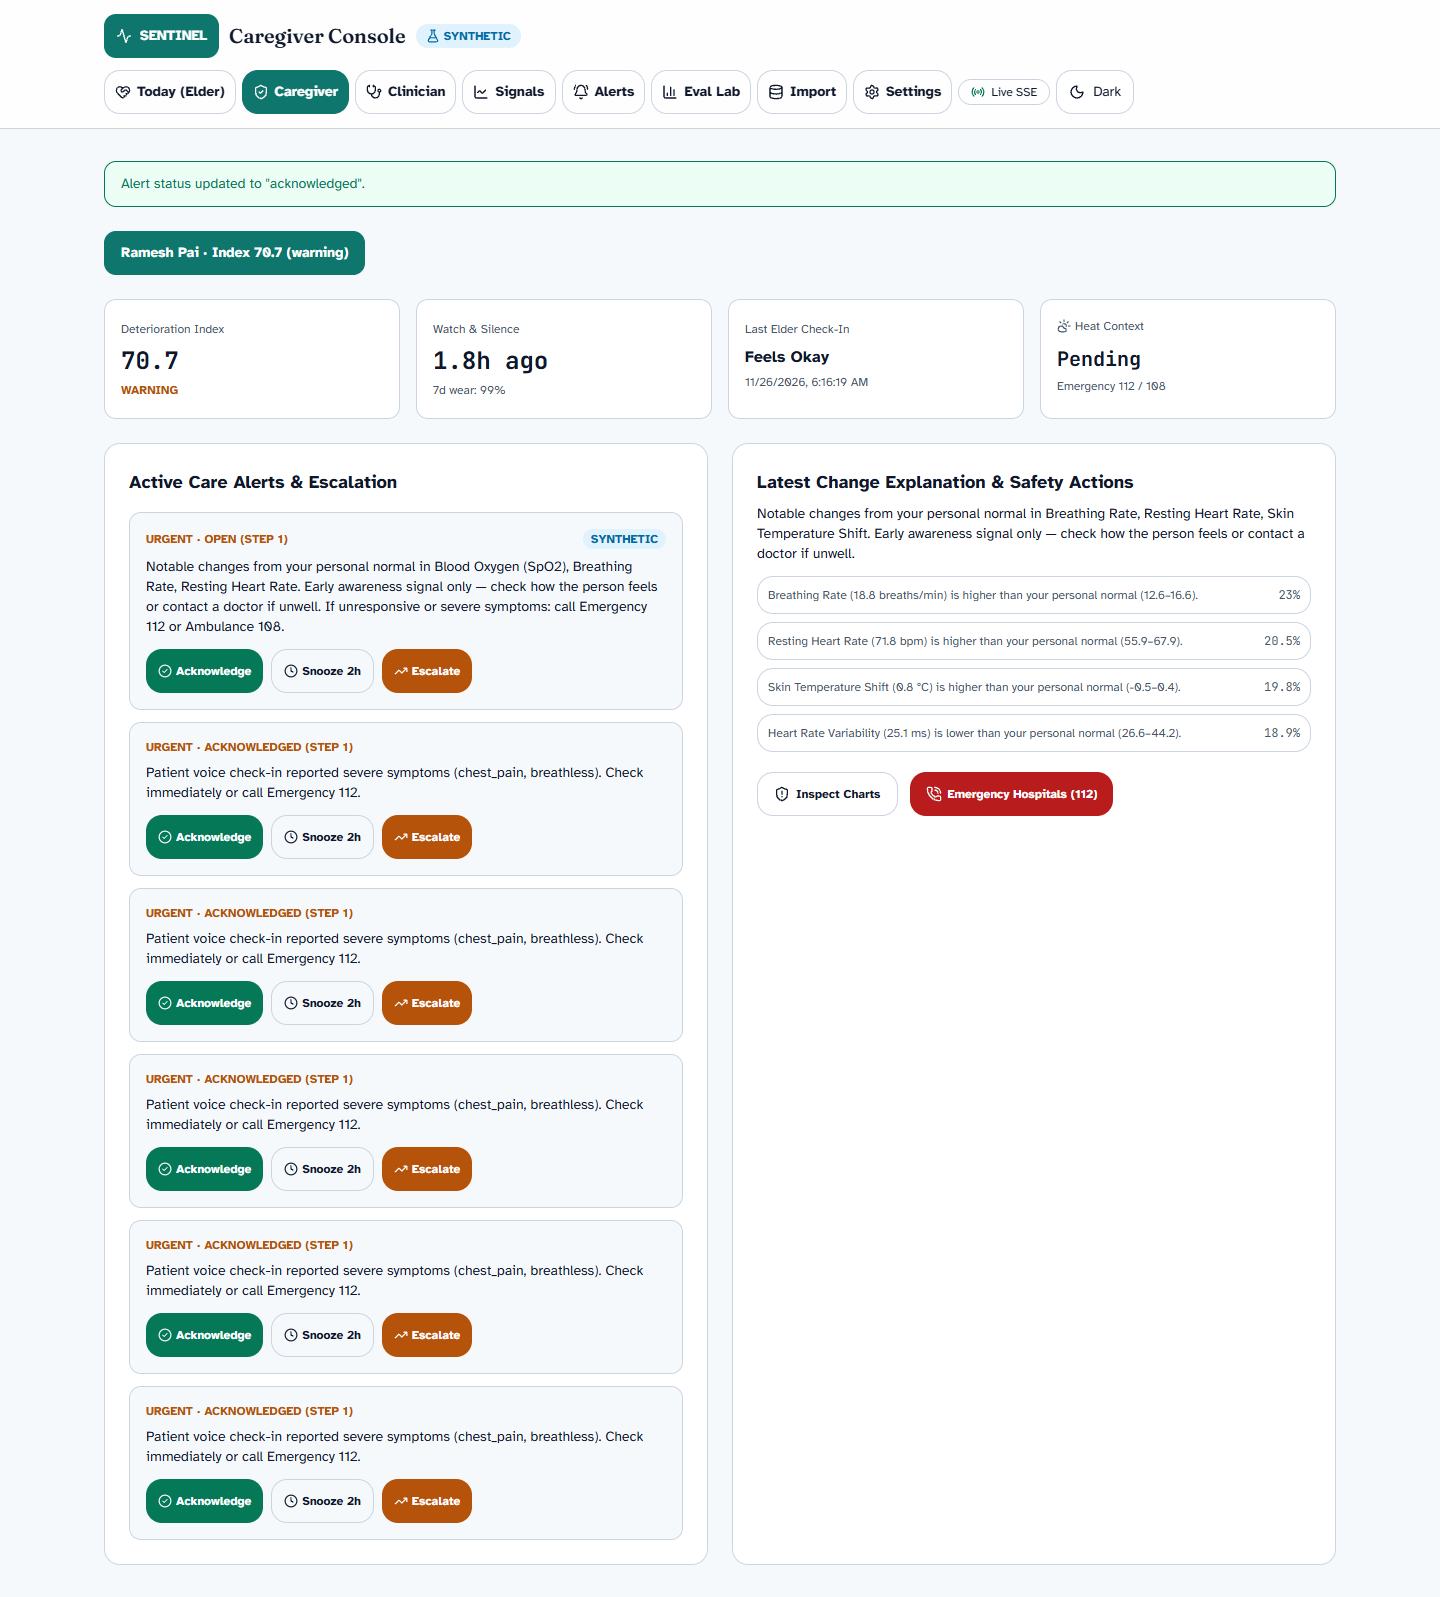 SENTINEL
Caregiver Console
SYNTHETIC
Today (Elder)
Caregiver
Clinician
Signals
Alerts
Eval Lab
Import
Settings
Live SSE
Dark
Alert status updated to "acknowledged".
Ramesh Pai · Index 70.7 (warning)
Deterioration Index
70.7
WARNING
Watch & Silence
1.8h ago
7d wear: 99%
Last Elder Check-In
Feels Okay
11/26/2026, 6:16:19 AM
Heat Context
Pending
Emergency 112 / 108
Active Care Alerts & Escalation
URGENT · OPEN (STEP 1)
SYNTHETIC
Notable changes from your personal normal in Blood Oxygen (SpO2), Breathing
Rate, Resting Heart Rate. Early awareness signal only — check how the person feels
or contact a doctor if unwell. If unresponsive or severe symptoms: call Emergency
112 or Ambulance 108.
Acknowledge
Snooze 2h
Escalate
URGENT · ACKNOWLEDGED (STEP 1)
Patient voice check-in reported severe symptoms (chest_pain, breathless). Check
immediately or call Emergency 112.
Acknowledge
Snooze 2h
Escalate
URGENT · ACKNOWLEDGED (STEP 1)
Patient voice check-in reported severe symptoms (chest_pain, breathless). Check
immediately or call Emergency 112.
Acknowledge
Snooze 2h
Escalate
URGENT · ACKNOWLEDGED (STEP 1)
Patient voice check-in reported severe symptoms (chest_pain, breathless). Check
immediately or call Emergency 112.
Acknowledge
Snooze 2h
Escalate
URGENT · ACKNOWLEDGED (STEP 1)
Patient voice check-in reported severe symptoms (chest_pain, breathless). Check
immediately or call Emergency 112.
Acknowledge
Snooze 2h
Escalate
URGENT · ACKNOWLEDGED (STEP 1)
Patient voice check-in reported severe symptoms (chest_pain, breathless). Check
immediately or call Emergency 112.
Acknowledge
Snooze 2h
Escalate
Latest Change Explanation & Safety Actions
Notable changes from your personal normal in Breathing Rate, Resting Heart Rate, Skin
Temperature Shift. Early awareness signal only — check how the person feels or contact a
doctor if unwell.
Breathing Rate (18.8 breaths/min) is higher than your personal normal (12.6–16.6).
23%
Resting Heart Rate (71.8 bpm) is higher than your personal normal (55.9–67.9).
20.5%
Skin Temperature Shift (0.8 °C) is higher than your personal normal (-0.5–0.4).
19.8%
Heart Rate Variability (25.1 ms) is lower than your personal normal (26.6–44.2).
18.9%
Inspect Charts
Emergency Hospitals (112)